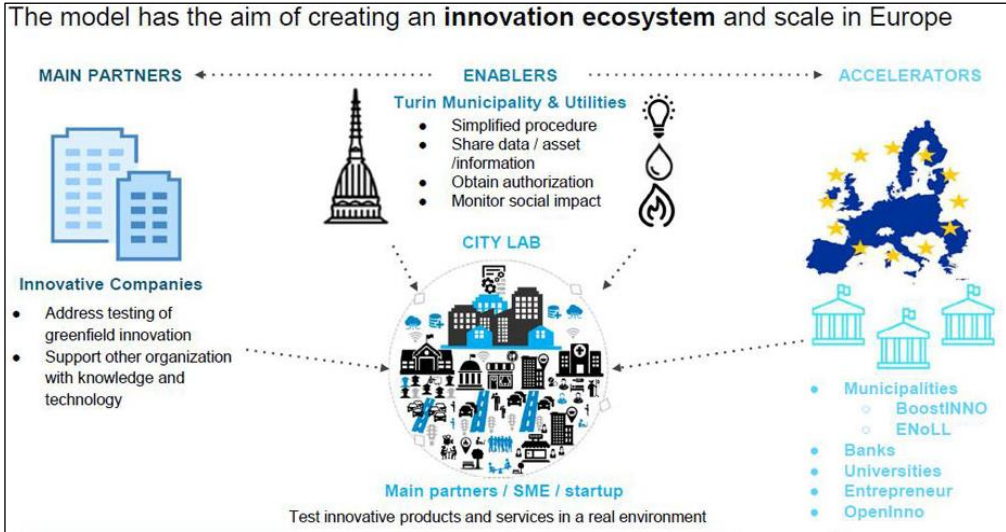 The model has the aim of creating an innovation ecosystem and scale in Europe
MAIN PARTNERS
ENABLERS
ACCELERATORS
Turin Municipality & Utilities
● Simplified procedure
● Share data / asset
/information
● Obtain authorization
● Monitor social impact
CITY LAB
Innovative Companies
● Address testing of
greenfield innovation
● Support other organization
with knowledge and
technology
Main partners / SME / startup
Test innovative products and services in a real environment
● Municipalities
○ BoostINNO
○ ENoLL
● Banks
● Universities
● Entrepreneur
● OpenInno